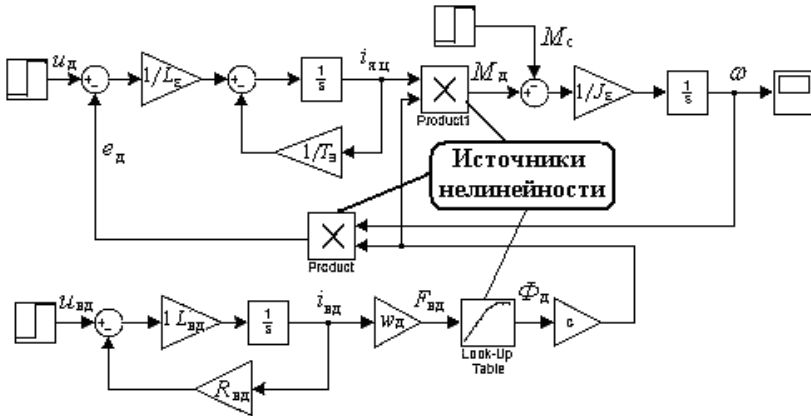 u_д
1/L_Σ
1/s
i_яц
M_д
M_с
1/J_Σ
1/s
ω
Product1
1/T_э
e_д
Источники
нелинейности
Product
u_вд
1 L_вд
1/s
i_вд
w_д
F_вд
Φ_д
c
Look-Up
Table
R_вд